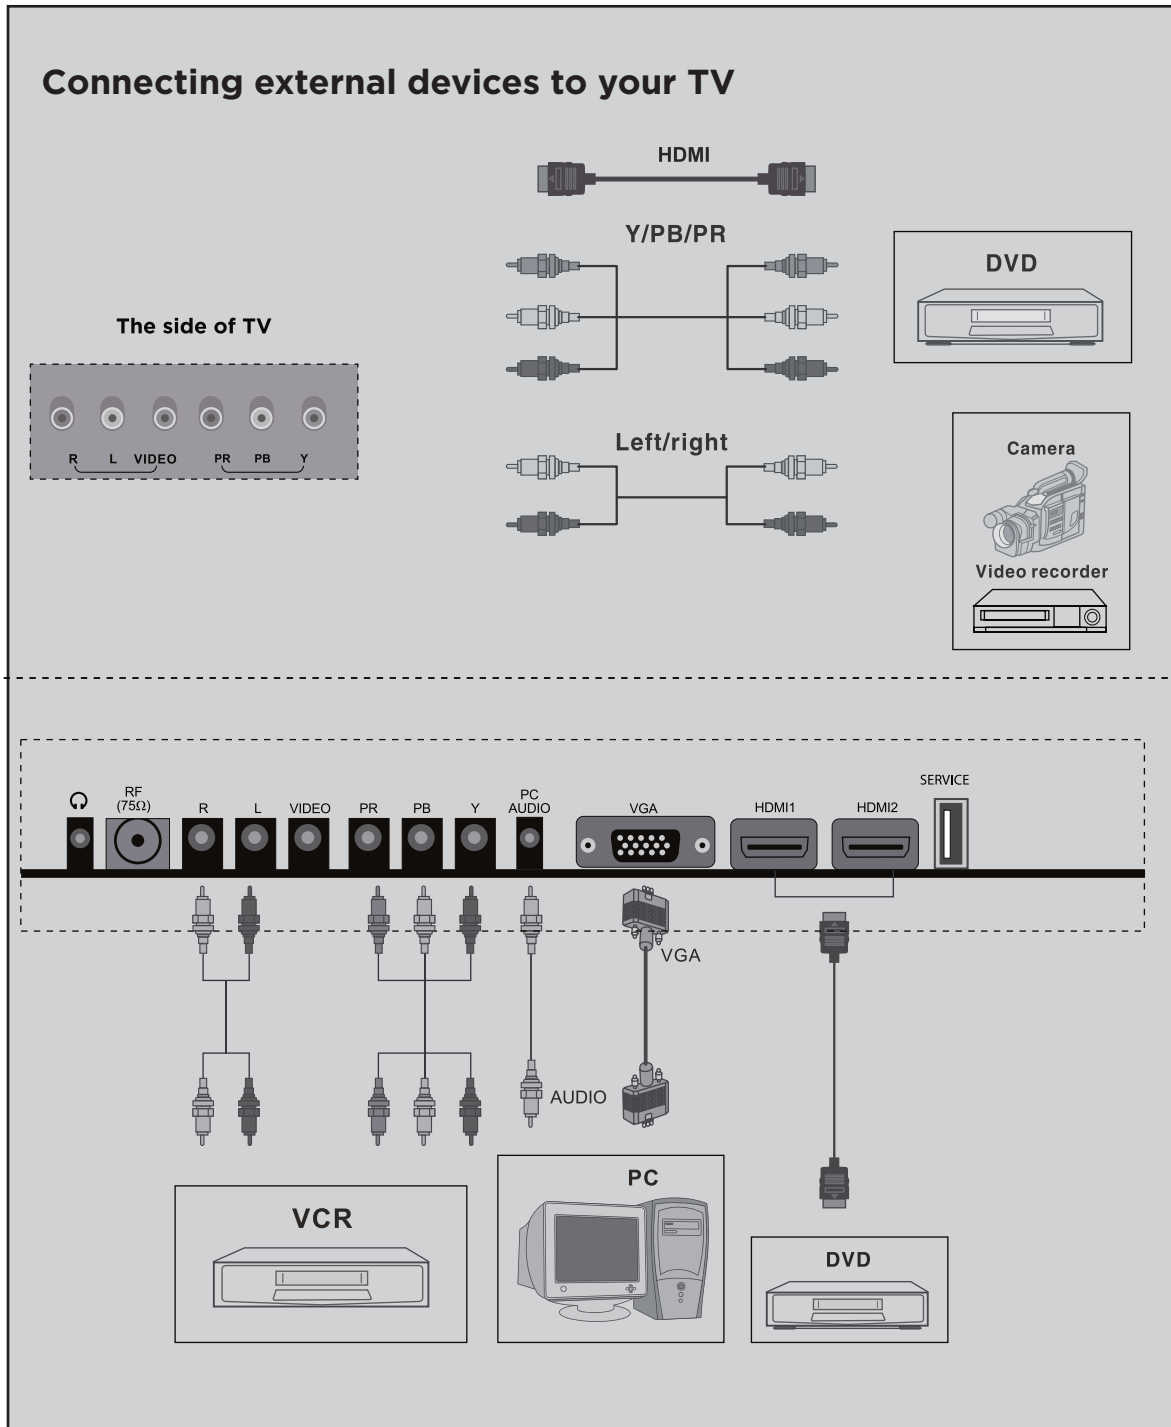 Connecting external devices to your TV
HDMI
Y/PB/PR
DVD
The side of TV
R L VIDEO PR PB Y
Left/right
Camera
Video recorder
SERVICE
RF
(75Ω)
R L VIDEO PR PB Y
PC
AUDIO
VGA HDMI1 HDMI2
VGA
AUDIO
VCR
PC
DVD